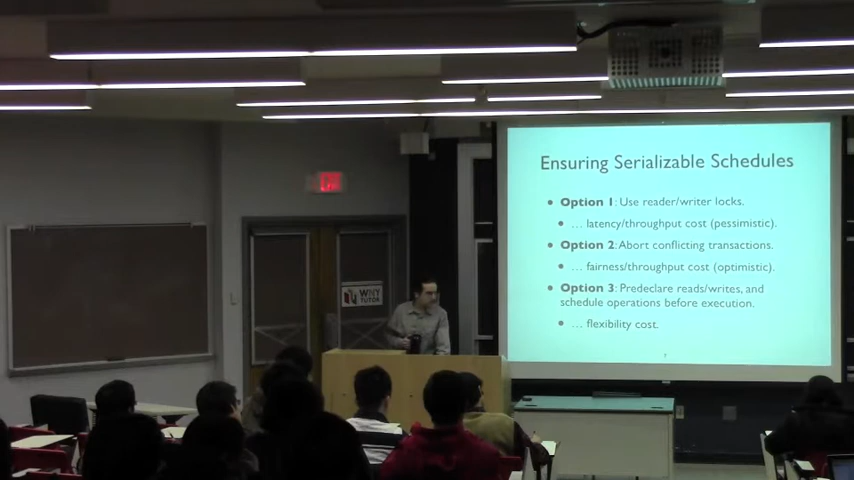 EXIT
WNY
TUTOR
Ensuring Serializable Schedules
• Option 1: Use reader/writer locks.
• … latency/throughput cost (pessimistic).
• Option 2: Abort conflicting transactions.
• … fairness/throughput cost (optimistic).
• Option 3: Predeclare reads/writes, and
schedule operations before execution.
• … flexibility cost.